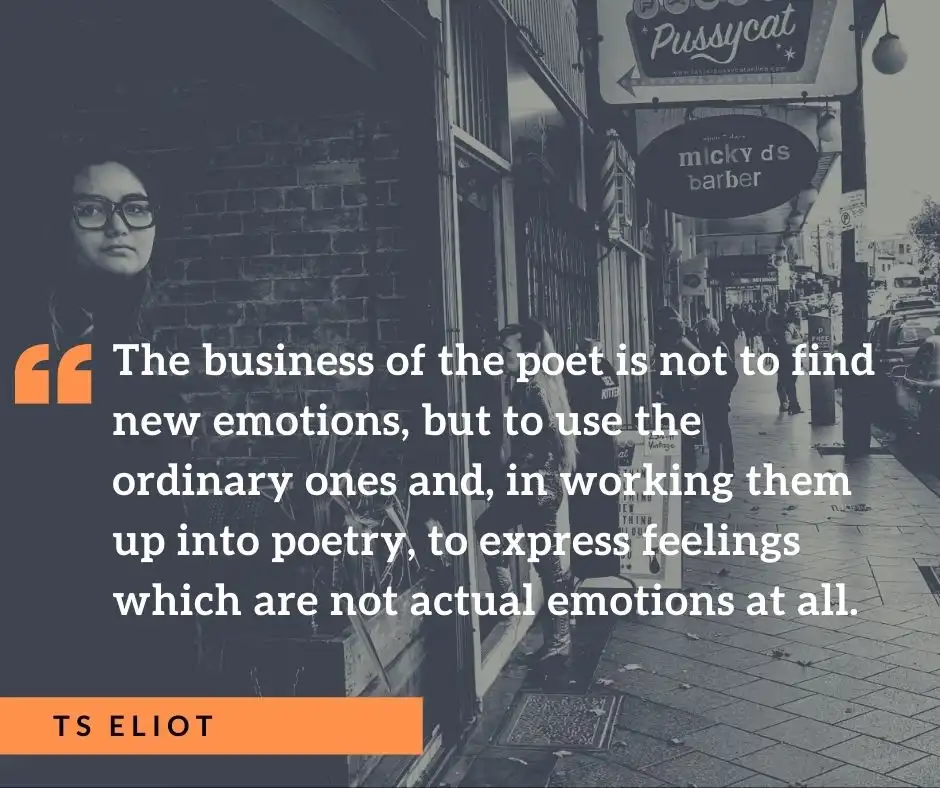 Pussycat
micky ds
barber
“
The business of the poet is not to find
new emotions, but to use the
ordinary ones and, in working them
up into poetry, to express feelings
which are not actual emotions at all.
Vintage
TS ELIOT